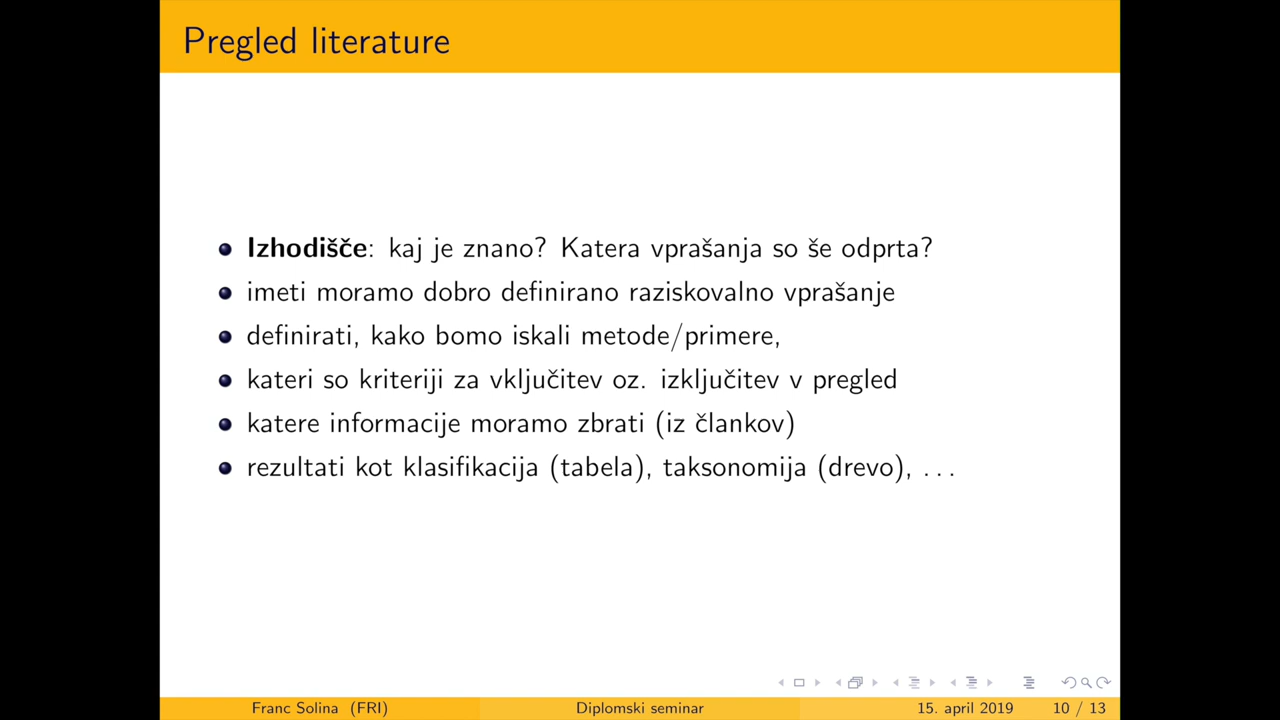 Pregled literature
Izhodišče: kaj je znano? Katera vprašanja so še odprta?
imeti moramo dobro definirano raziskovalno vprašanje
definirati, kako bomo iskali metode/primere,
kateri so kriteriji za vključitev oz. izključitev v pregled
katere informacije moramo zbrati (iz člankov)
rezultati kot klasifikacija (tabela), taksonomija (drevo), ...
Franc Solina (FRI) Diplomski seminar 15. april 2019 10 / 13